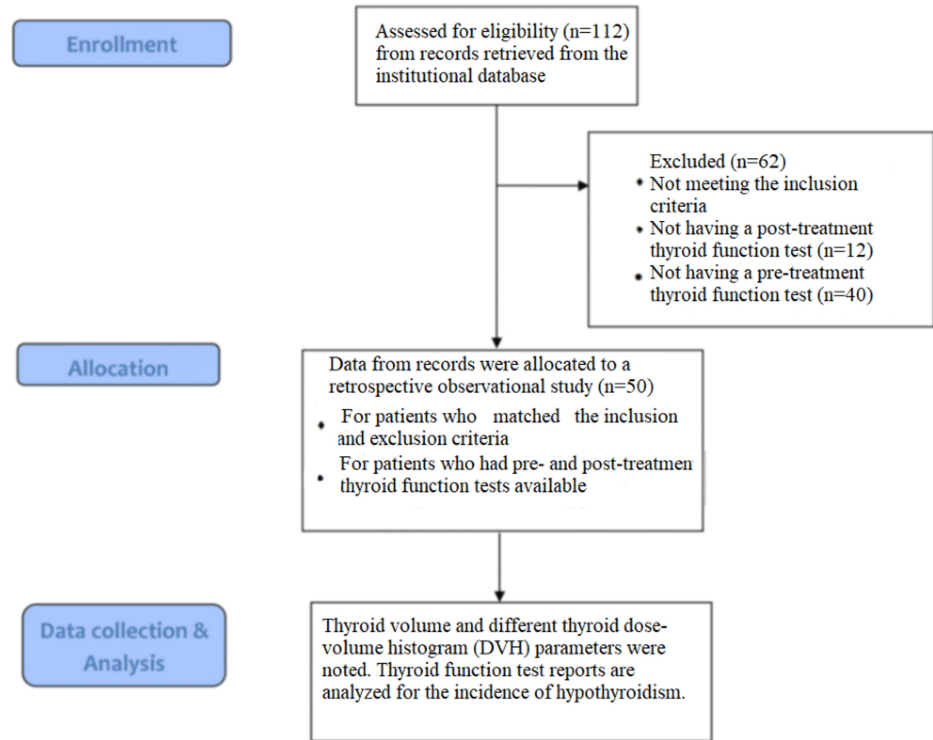 Enrollment
Assessed for eligibility (n=112)
from records retrieved from the
institutional database
Excluded (n=62)
• Not meeting the inclusion
criteria
• Not having a post-treatment
thyroid function test (n=12)
• Not having a pre-treatment
thyroid function test (n=40)
Allocation
Data from records were allocated to a
retrospective observational study (n=50)
• For patients who matched the inclusion
and exclusion criteria
• For patients who had pre- and post-treatmen
thyroid function tests available
Data collection &
Analysis
Thyroid volume and different thyroid dose-
volume histogram (DVH) parameters were
noted. Thyroid function test reports are
analyzed for the incidence of hypothyroidism.